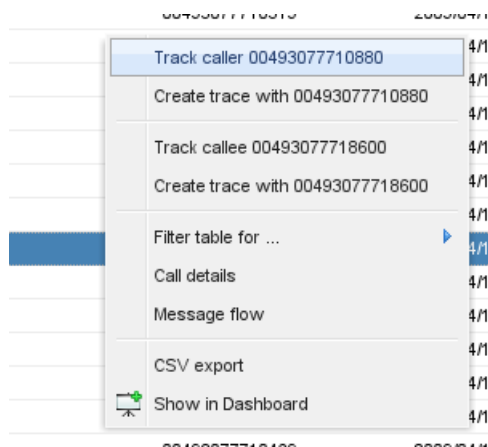 Track caller 00493077710880
Create trace with 00493077710880
Track callee 00493077718600
Create trace with 00493077718600
Filter table for ...
Call details
Message flow
CSV export
Show in Dashboard